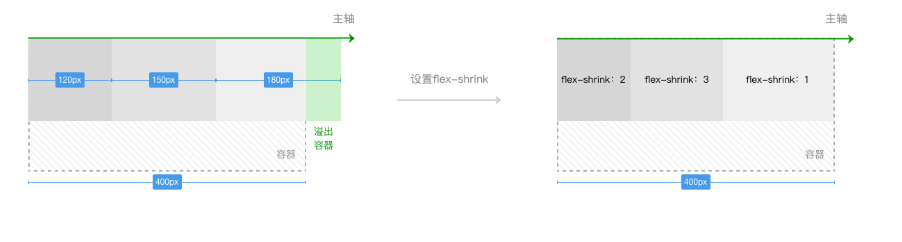 主轴
主轴
120px
150px
180px
设置flex-shrink
flex-shrink：2
flex-shrink：3
flex-shrink：1
溢出
容器
容器
容器
400px
400px